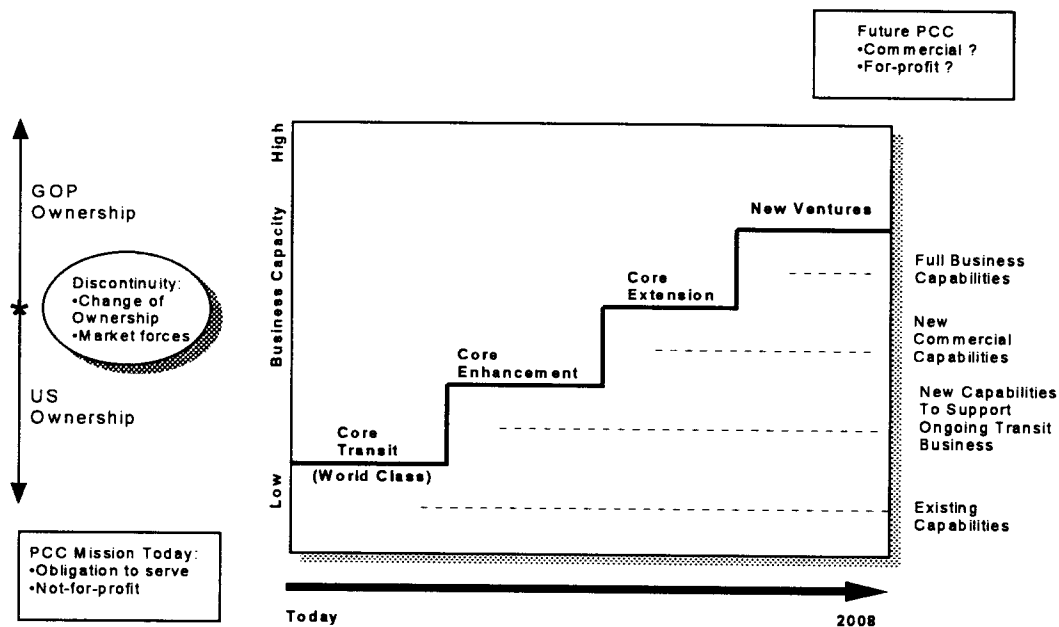 Future PCC
•Commercial ?
•For-profit ?
GOP
Ownership
Discontinuity:
•Change of
Ownership
•Market forces
*
US
Ownership
PCC Mission Today:
•Obligation to serve
•Not-for-profit
High
Business Capacity
Low
New Ventures
Core
Extension
Core
Enhancement
Core
Transit
(World Class)
Full Business
Capabilities
New
Commercial
Capabilities
New Capabilities
To Support
Ongoing Transit
Business
Existing
Capabilities
Today
2008